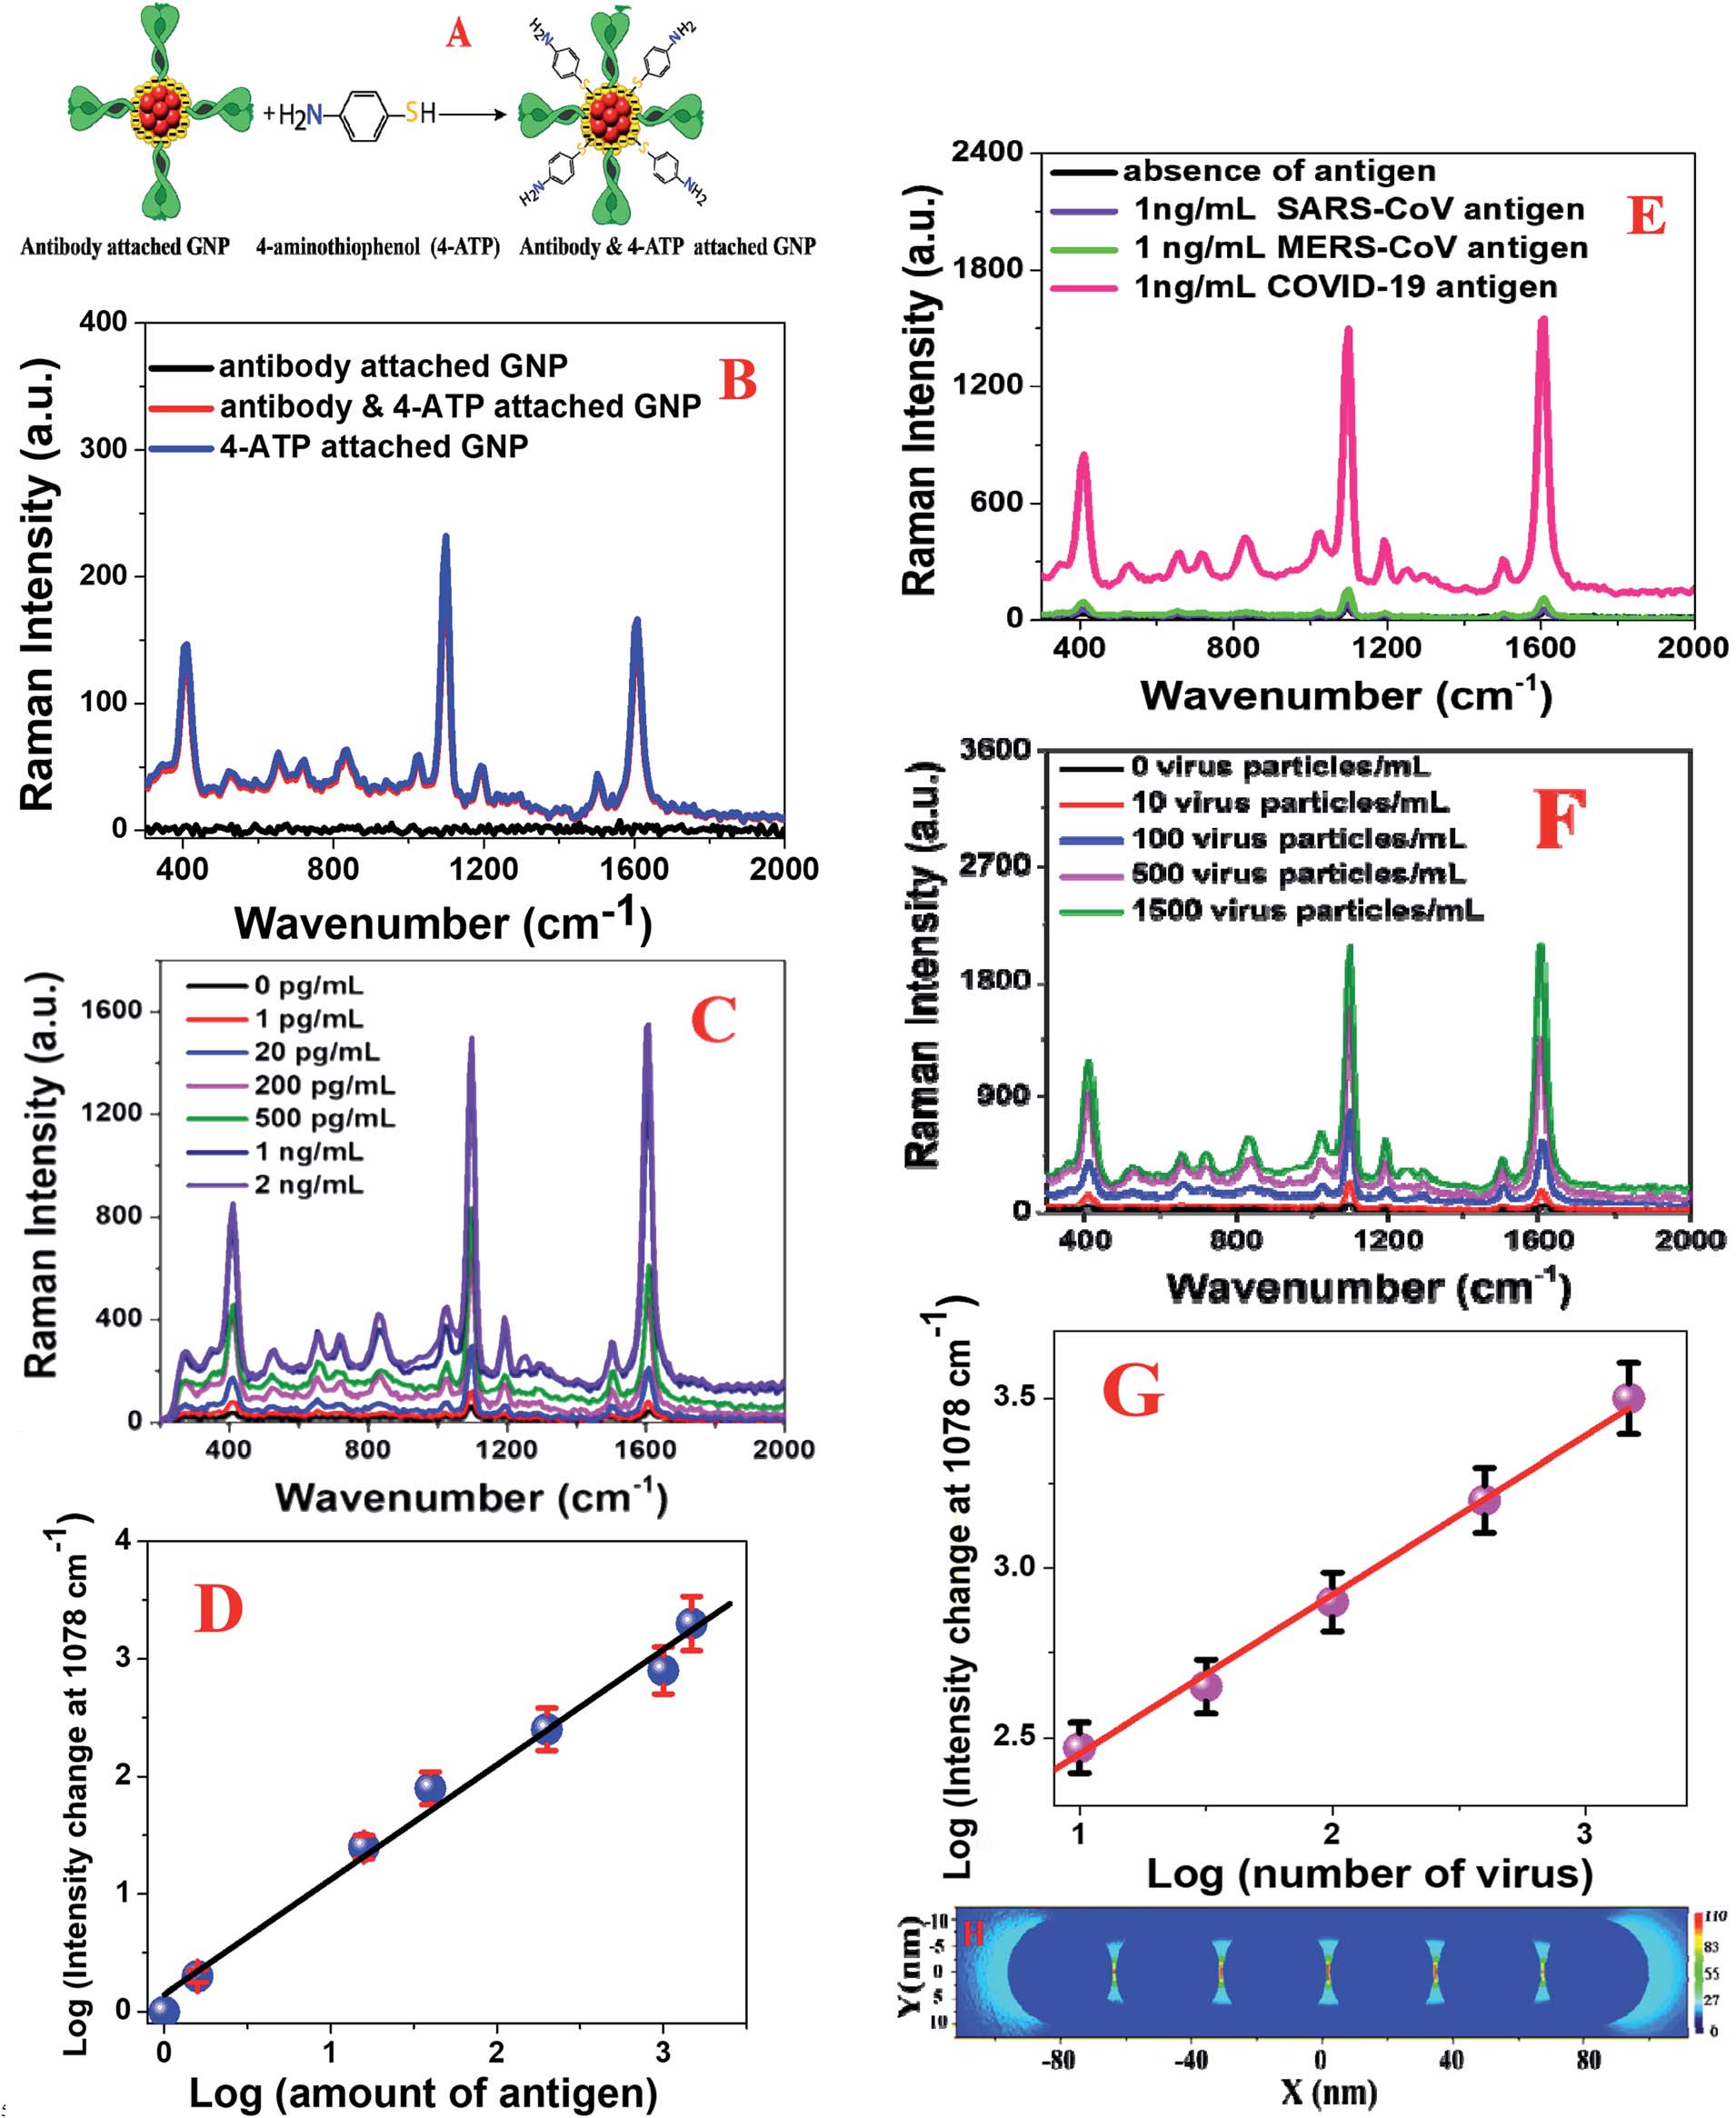 A
H2N
NH2
S
S
+H2N
SH
S
S
H2N
NH2
Antibody attached GNP
4-aminothiophenol (4-ATP)
Antibody & 4-ATP attached GNP
400
300
200
100
0
Raman Intensity (a.u.)
antibody attached GNP
antibody & 4-ATP attached GNP
4-ATP attached GNP
B
400 800 1200 1600 2000
Wavenumber (cm-1)
1600
1200
800
400
0
Raman Intensity (a.u.)
0 pg/mL
1 pg/mL
20 pg/mL
200 pg/mL
500 pg/mL
1 ng/mL
2 ng/mL
C
400 800 1200 1600 2000
Wavenumber (cm-1)
4
3
2
1
0
Log (Intensity change at 1078 cm-1)
D
0 1 2 3
Log (amount of antigen)
2400
1800
1200
600
0
Raman Intensity (a.u.)
absence of antigen
1ng/mL SARS-CoV antigen
1 ng/mL MERS-CoV antigen
1ng/mL COVID-19 antigen
E
400 800 1200 1600 2000
Wavenumber (cm-1)
3600
2700
1800
900
0
Raman Intensity (a.u.)
0 virus particles/mL
10 virus particles/mL
100 virus particles/mL
500 virus particles/mL
1500 virus particles/mL
F
400 800 1200 1600 2000
Wavenumber (cm-1)
3.5
3.0
2.5
Log (Intensity change at 1078 cm-1)
G
1 2 3
Log (number of virus)
H
-10
-5
0
5
10
Y(nm)
110
83
55
27
0
-80 -40 0 40 80
X (nm)